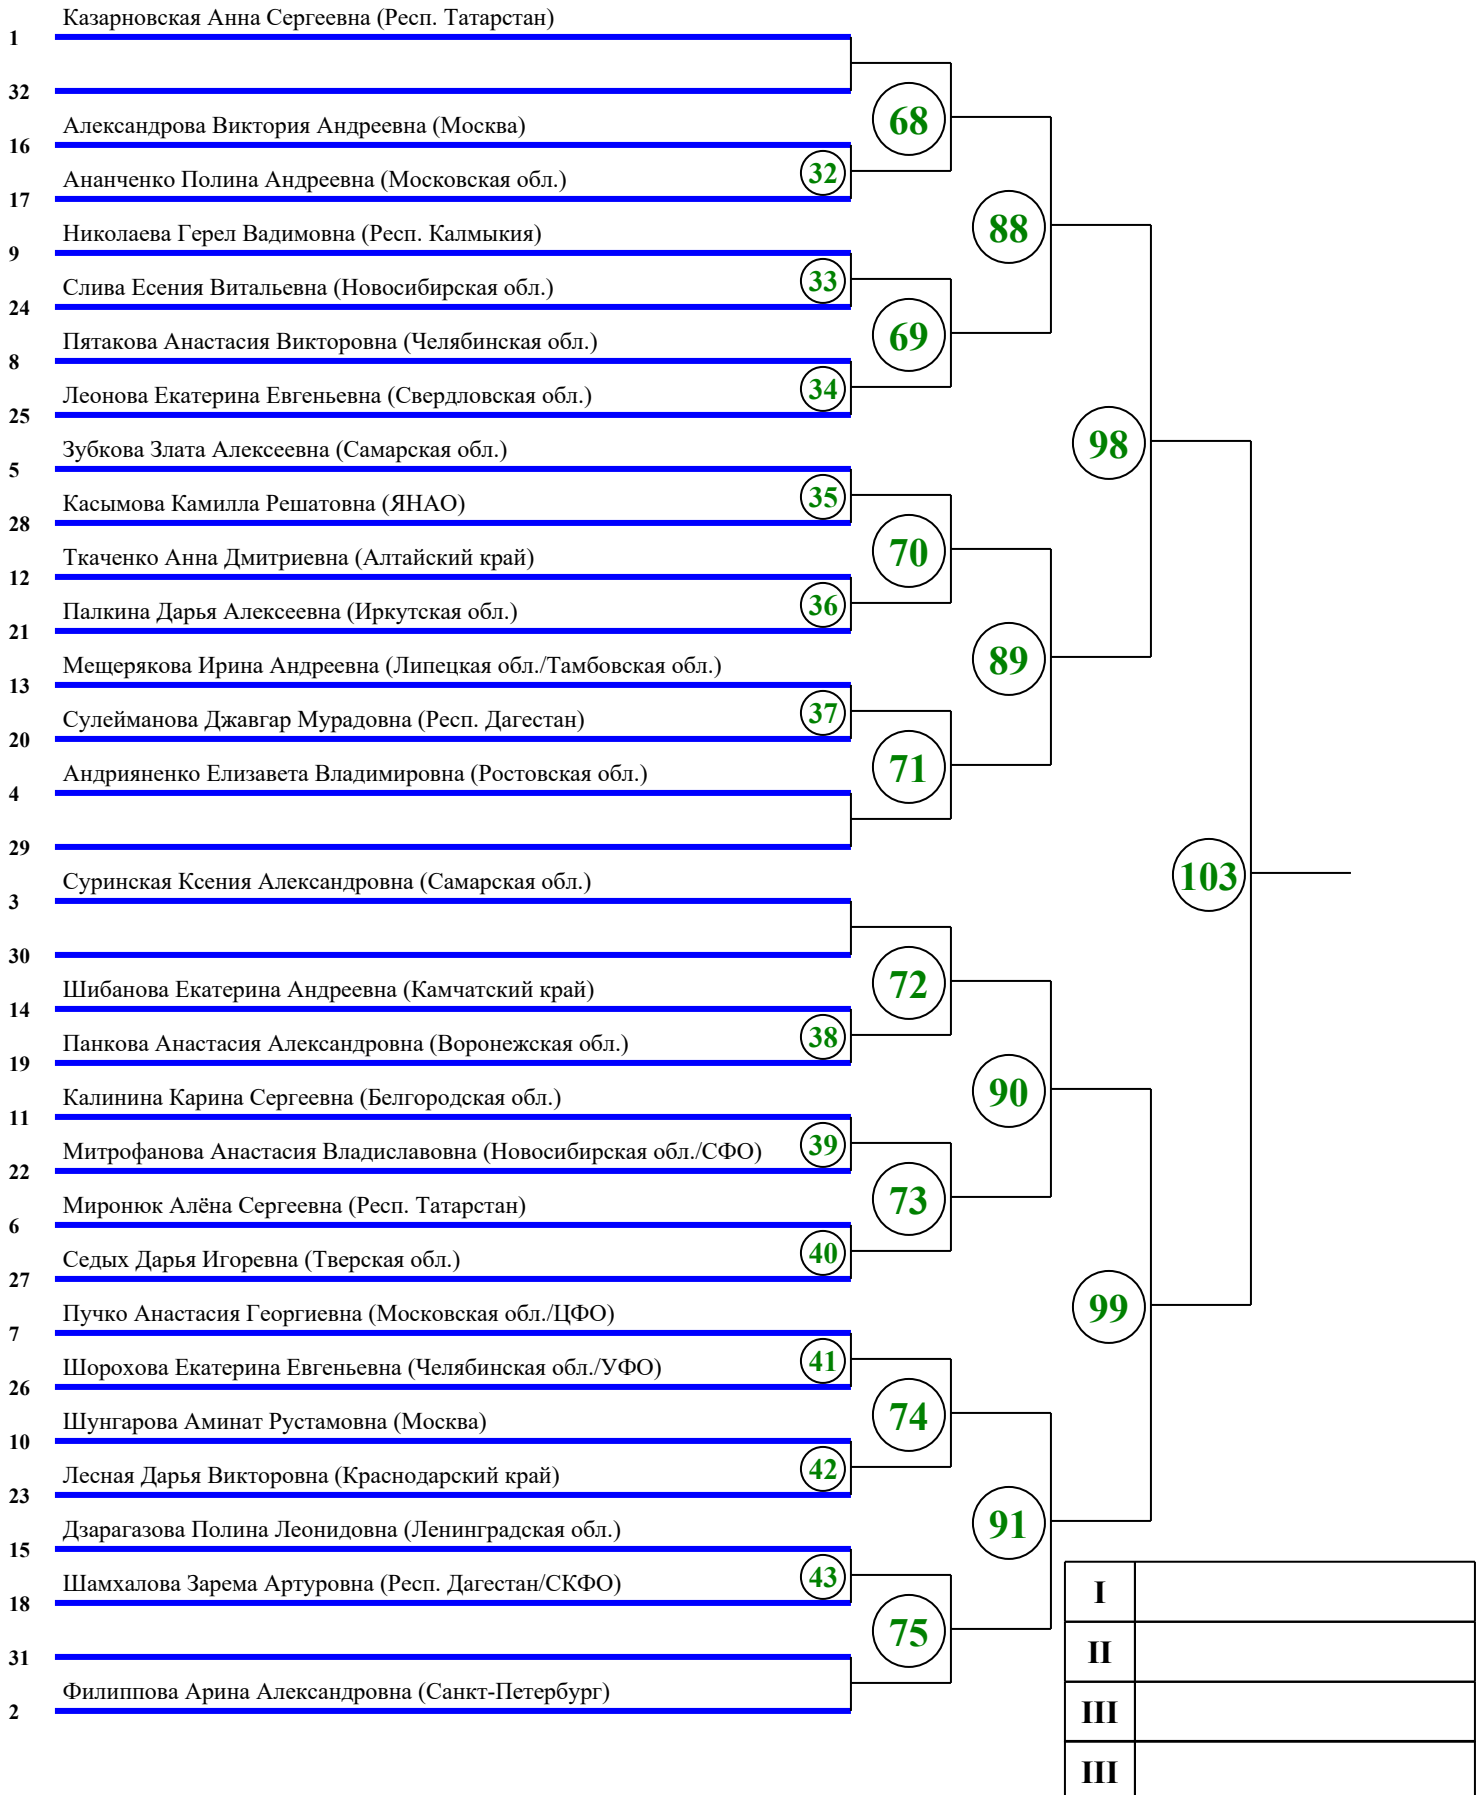 Казарновская Анна Сергеевна (Респ. Татарстан)
1
32
68
Александрова Виктория Андреевна (Москва)
16
32
Ананченко Полина Андреевна (Московская обл.)
17
88
Николаева Герел Вадимовна (Респ. Калмыкия)
9
33
Слива Есения Витальевна (Новосибирская обл.)
24
69
Пятакова Анастасия Викторовна (Челябинская обл.)
8
34
Леонова Екатерина Евгеньевна (Свердловская обл.)
25
98
Зубкова Злата Алексеевна (Самарская обл.)
5
35
Касымова Камилла Решатовна (ЯНАО)
28
70
Ткаченко Анна Дмитриевна (Алтайский край)
12
36
Палкина Дарья Алексеевна (Иркутская обл.)
21
89
Мещерякова Ирина Андреевна (Липецкая обл./Тамбовская обл.)
13
37
Сулейманова Джавгар Мурадовна (Респ. Дагестан)
20
71
Андрияненко Елизавета Владимировна (Ростовская обл.)
4
29
103
Суринская Ксения Александровна (Самарская обл.)
3
30
72
Шибанова Екатерина Андреевна (Камчатский край)
14
38
Панкова Анастасия Александровна (Воронежская обл.)
19
90
Калинина Карина Сергеевна (Белгородская обл.)
11
39
Митрофанова Анастасия Владиславовна (Новосибирская обл./СФО)
22
73
Миронюк Алёна Сергеевна (Респ. Татарстан)
6
40
Седых Дарья Игоревна (Тверская обл.)
27
99
Пучко Анастасия Георгиевна (Московская обл./ЦФО)
7
41
Шорохова Екатерина Евгеньевна (Челябинская обл./УФО)
26
74
Шунгарова Аминат Рустамовна (Москва)
10
42
Лесная Дарья Викторовна (Краснодарский край)
23
91
Дзарагазова Полина Леонидовна (Ленинградская обл.)
15
43
Шамхалова Зарема Артуровна (Респ. Дагестан/СКФО)
18
75
31
Филиппова Арина Александровна (Санкт-Петербург)
2
I
II
III
III